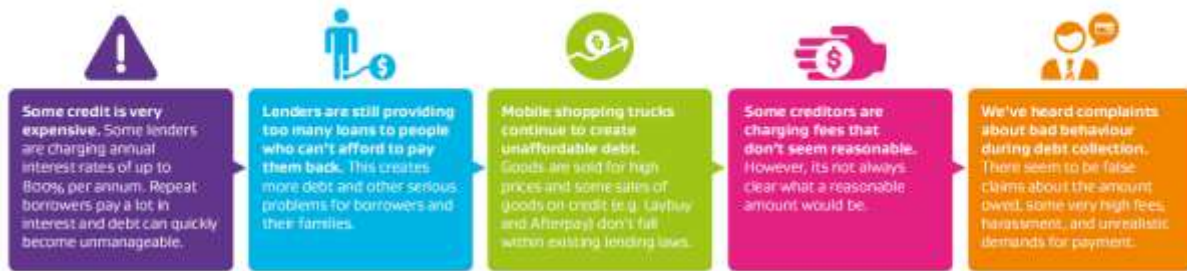 Some credit is very
expensive. Some lenders
are charging annual
interest rates of up to
800% per annum. Repeat
borrowers pay a lot in
interest and debt can quickly
become unmanageable.
Lenders are still providing
too many loans to people
who can't afford to pay
them back. This creates
more debt and other serious
problems for borrowers and
their families.
Mobile shopping trucks
continue to create
unaffordable debt.
Goods are sold for high
prices and some sales of
goods on credit (e.g. Laybuy
and Afterpay) don't fall
within existing lending laws.
Some creditors are
charging fees that
don't seem reasonable.
However, its not always
clear what a reasonable
amount would be.
We've heard complaints
about bad behaviour
during debt collection.
There seem to be false
claims about the amount
owed, some very high fees,
harassment, and unrealistic
demands for payment.